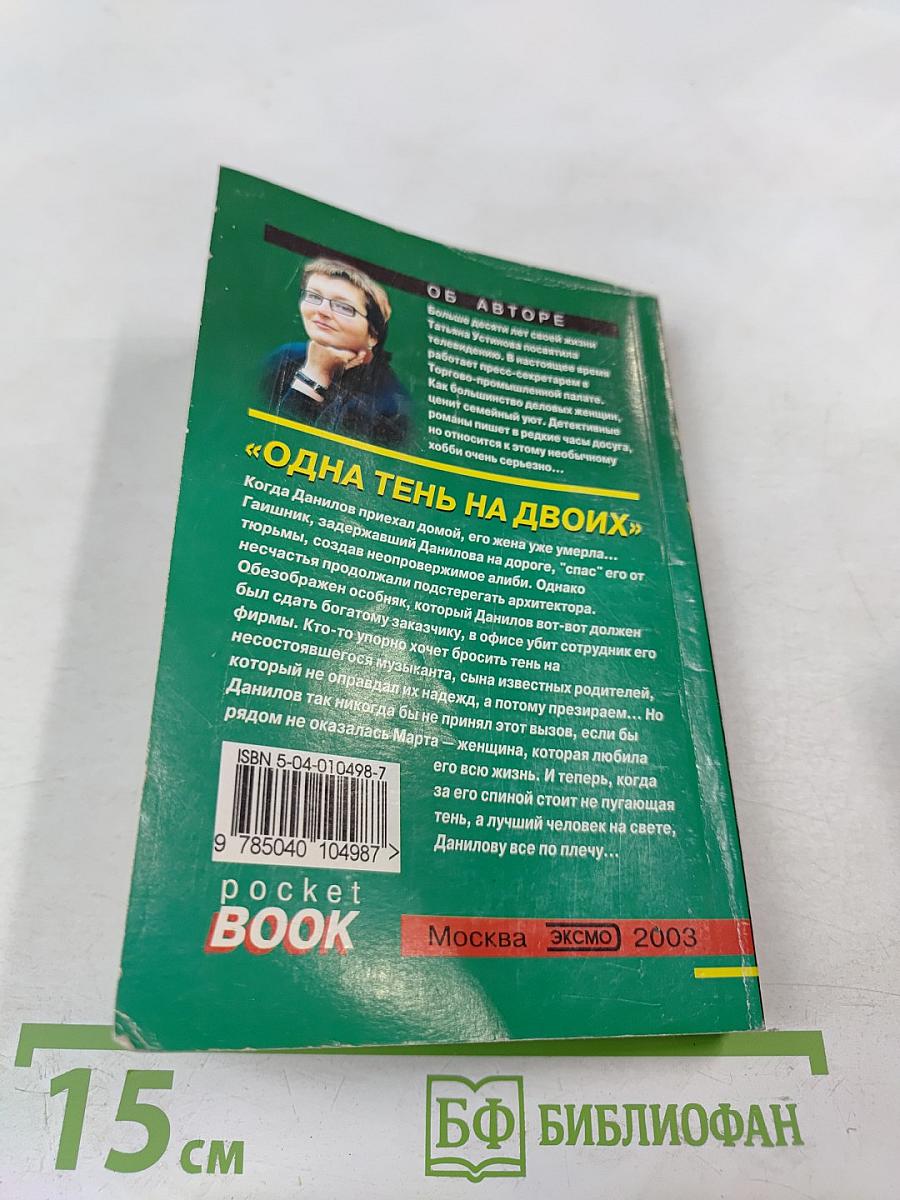 ОБ АВТОРЕ
Больше десяти лет своей жизни
Татьяна Устинова посвятила
телевидению. В настоящее время
работает пресс-секретарем в
Торгово-промышленной палате.
Как большинство деловых женщин,
ценит семейный уют. Детективные
романы пишет в редкие часы досуга,
но относится к этому необычному
хобби очень серьезно...
«ОДНА ТЕНЬ НА ДВОИХ»
Когда Данилов приехал домой, его жена уже умерла...
Гаишник, задержавший Данилова на дороге, "спас" его от
тюрьмы, создав неопровержимое алиби. Однако
несчастья продолжали подстерегать архитектора.
Обезображен особняк, который Данилов вот-вот должен
был сдать богатому заказчику, в офисе убит сотрудник его
фирмы. Кто-то упорно хочет бросить тень на
несостоявшегося музыканта, сына известных родителей,
который не оправдал их надежд, а потому презираем... Но
Данилов так никогда бы не принял этот вызов, если бы
рядом не оказалась Марта — женщина, которая любила
его всю жизнь. И теперь, когда
за его спиной стоит не пугающая
тень, а лучший человек на свете,
Данилову все по плечу...
ISBN 5-04-010498-7
9 785040 104987 >
pocket
BOOK
Москва ЭКСМО 2003
15 см
БФ БИБЛИОФАН